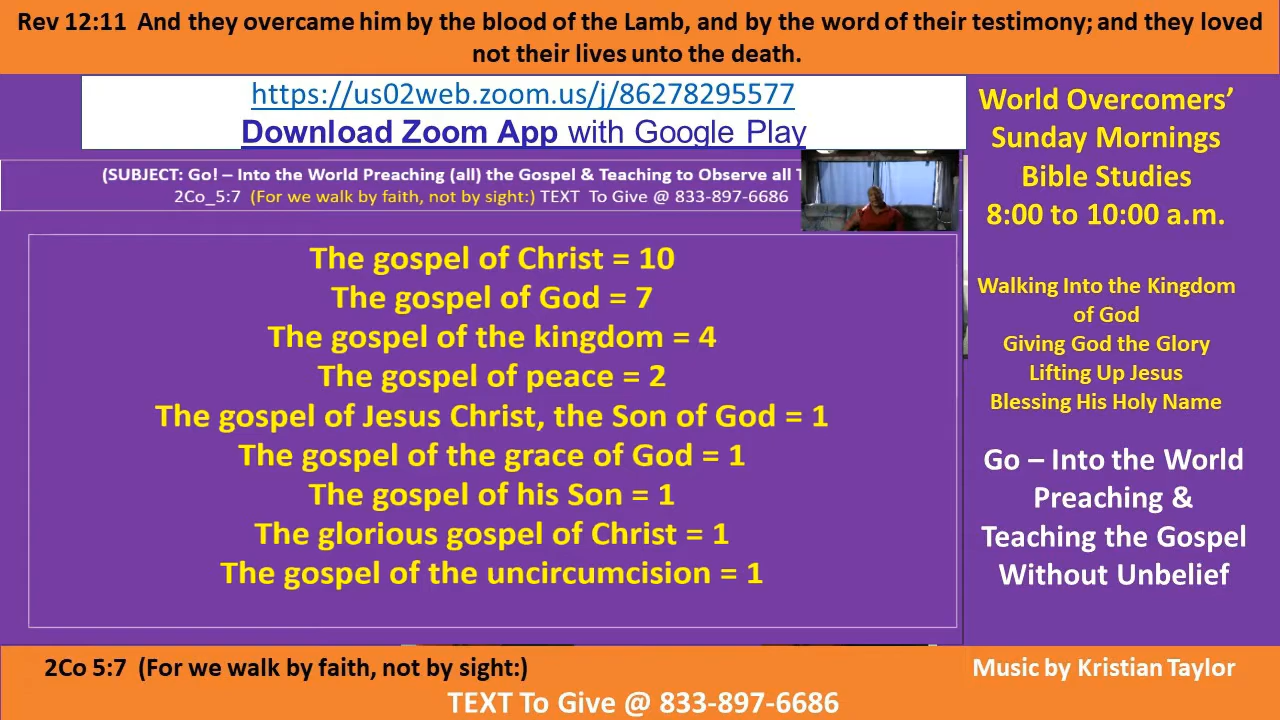 Rev 12:11 And they overcame him by the blood of the Lamb, and by the word of their testimony; and they loved
not their lives unto the death.
https://us02web.zoom.us/j/86278295577
Download Zoom App with Google Play
(SUBJECT: Go! – Into the World Preaching (all) the Gospel & Teaching to Observe all
2Co_5:7 (For we walk by faith, not by sight:) TEXT To Give @ 833-897-6686
The gospel of Christ = 10
The gospel of God = 7
The gospel of the kingdom = 4
The gospel of peace = 2
The gospel of Jesus Christ, the Son of God = 1
The gospel of the grace of God = 1
The gospel of his Son = 1
The glorious gospel of Christ = 1
The gospel of the uncircumcision = 1
World Overcomers’
Sunday Mornings
Bible Studies
8:00 to 10:00 a.m.
Walking Into the Kingdom
of God
Giving God the Glory
Lifting Up Jesus
Blessing His Holy Name
Go – Into the World
Preaching &
Teaching the Gospel
Without Unbelief
2Co 5:7 (For we walk by faith, not by sight:)
Music by Kristian Taylor
TEXT To Give @ 833-897-6686